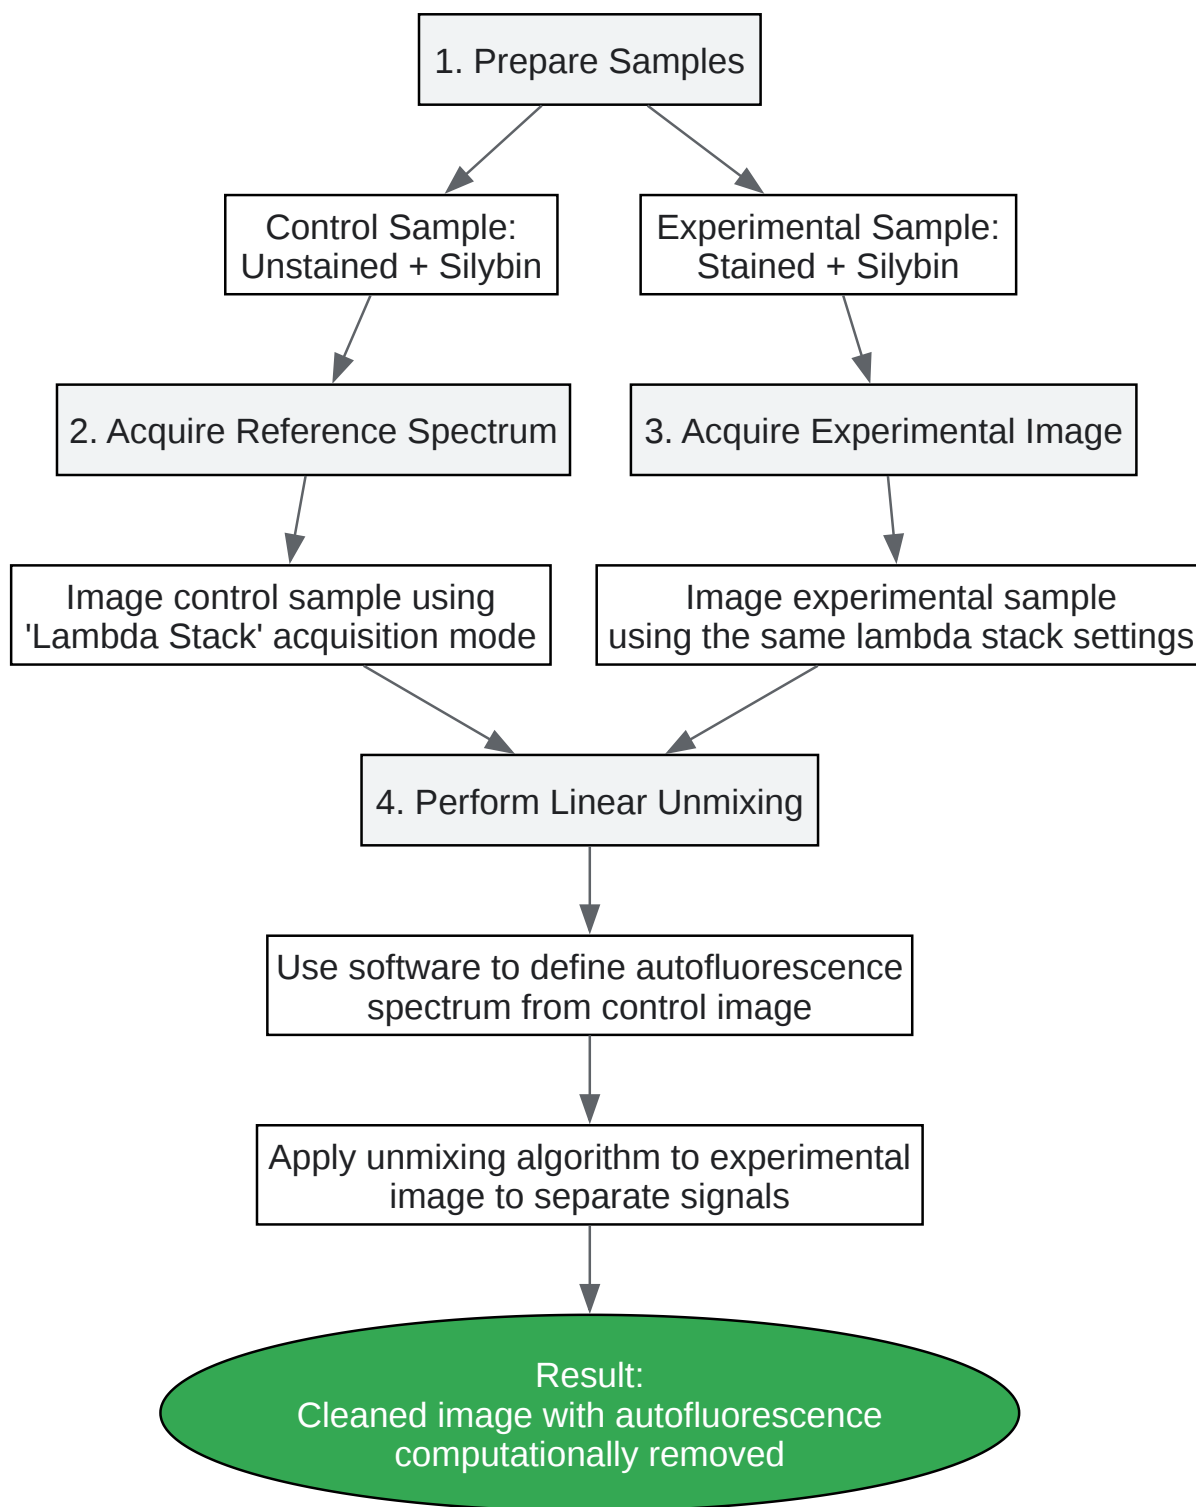 1. Prepare Samples
Control Sample:
Unstained + Silybin
Experimental Sample:
Stained + Silybin
2. Acquire Reference Spectrum
3. Acquire Experimental Image
Image control sample using
'Lambda Stack' acquisition mode
Image experimental sample
using the same lambda stack settings
4. Perform Linear Unmixing
Use software to define autofluorescence
spectrum from control image
Apply unmixing algorithm to experimental
image to separate signals
Result:
Cleaned image with autofluorescence
computationally removed